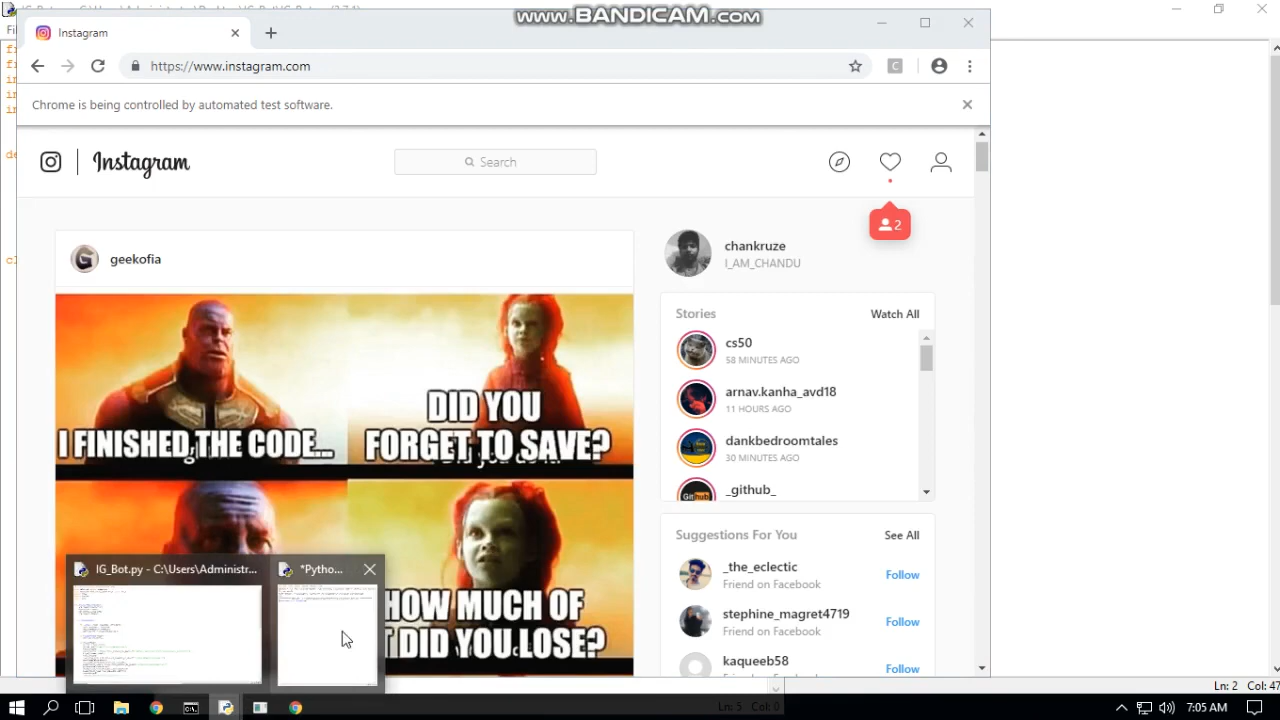 www.BANDICAM.com
Instagram
https://www.instagram.com
C
Chrome is being controlled by automated test software.
Instagram
Search
2
geekofia
chankruze
I_AM_CHANDU
I FINISHED THE CODE...
DID YOU
FORGET TO SAVE?
HOW MUCH OF
DID YOU LOSE?
Stories
Watch All
cs50
58 MINUTES AGO
arnav.kanha_avd18
11 HOURS AGO
dankbedroomtales
30 MINUTES AGO
_github_
Suggestions For You
See All
_the_eclectic
Friend on Facebook
Follow
stephine_magret4719
Friend on Facebook
Follow
kaqueeb58
Follow
IG_Bot.py - C:\Users\Administr...
*Pytho...
Ln: 5 Col: 0
Ln: 2 Col: 47
7:05 AM